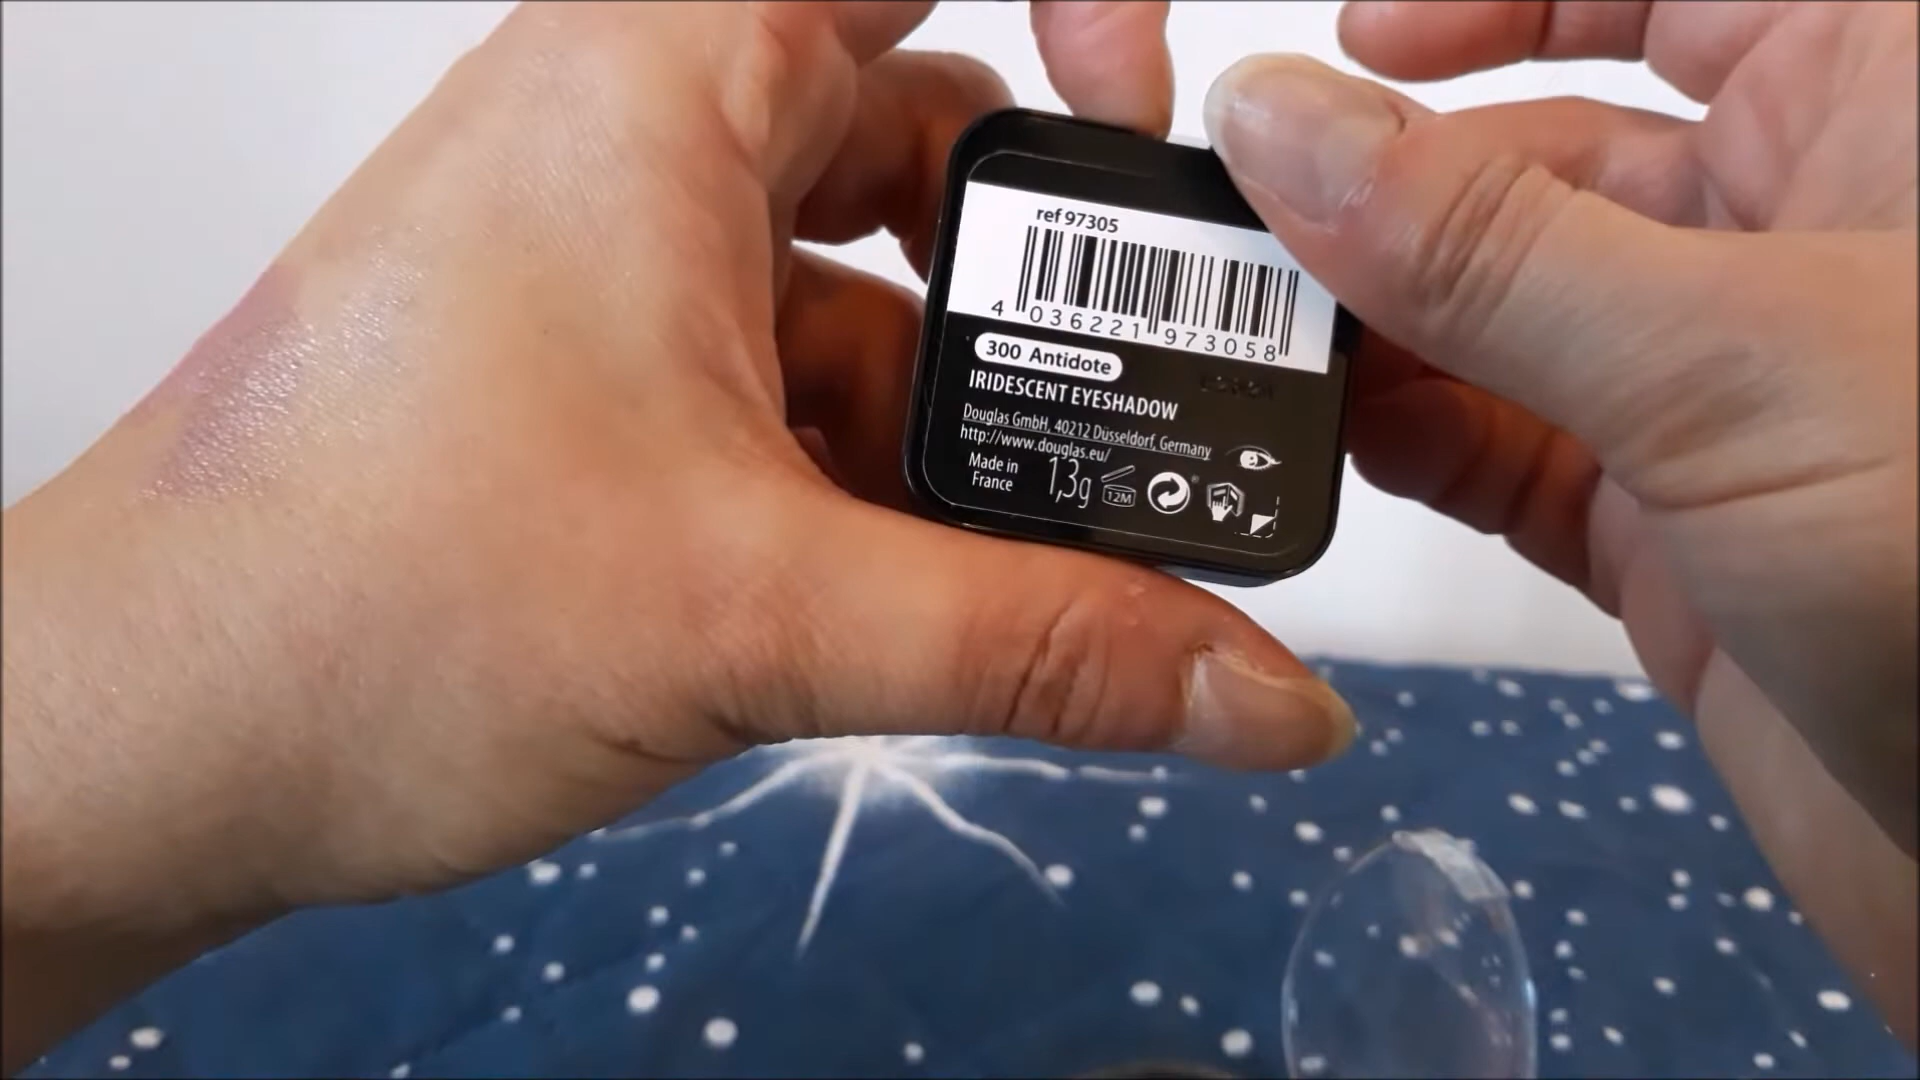 ref 97305
4 036221 973058
300 Antidote
IRIDESCENT EYESHADOW
Douglas GmbH, 40212 Düsseldorf, Germany
http://www.douglas.eu/
Made in
France
1,3g
12M